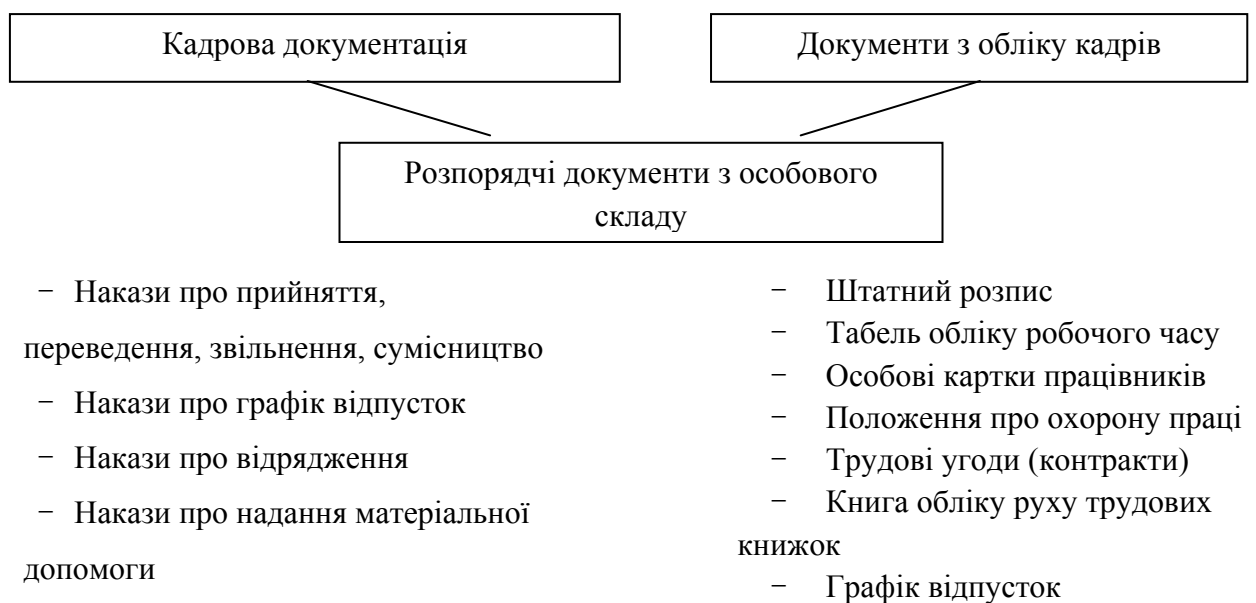 Кадрова документація
Документи з обліку кадрів
Розпорядчі документи з особового
складу
− Накази про прийняття,
переведення, звільнення, сумісництво
− Накази про графік відпусток
− Накази про відрядження
− Накази про надання матеріальної
допомоги
− Штатний розпис
− Табель обліку робочого часу
− Особові картки працівників
− Положення про охорону праці
− Трудові угоди (контракти)
− Книга обліку руху трудових
книжок
− Графік відпусток